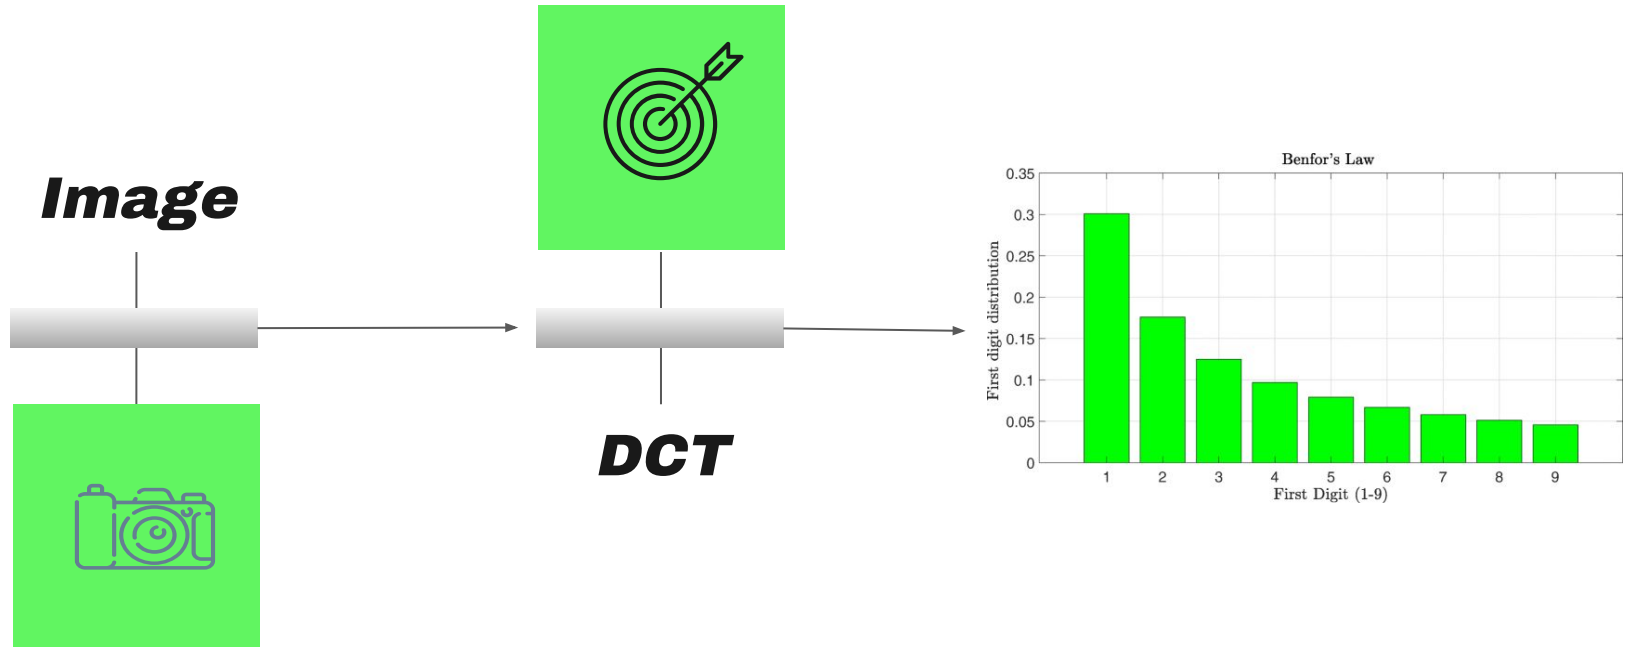 Image
DCT
Benfor's Law
First digit distribution
0.35
0.3
0.25
0.2
0.15
0.1
0.05
0
1 2 3 4 5 6 7 8 9
First Digit (1-9)